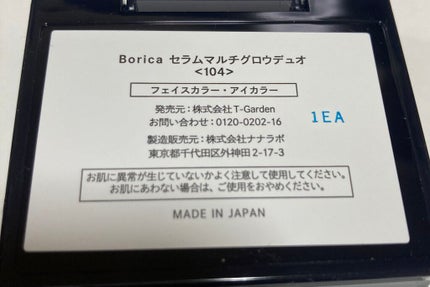 Borica セラムマルチグロウデュオ
<104>
フェイスカラー・アイカラー
発売元：株式会社T-Garden
お問い合わせ：0120-0202-16
1EA
製造販売元：株式会社ナナラボ
東京都千代田区外神田2-17-3
お肌に異常が生じていないかよく注意して使用してください。
お肌にあわない場合は、ご使用をおやめください。
MADE IN JAPAN